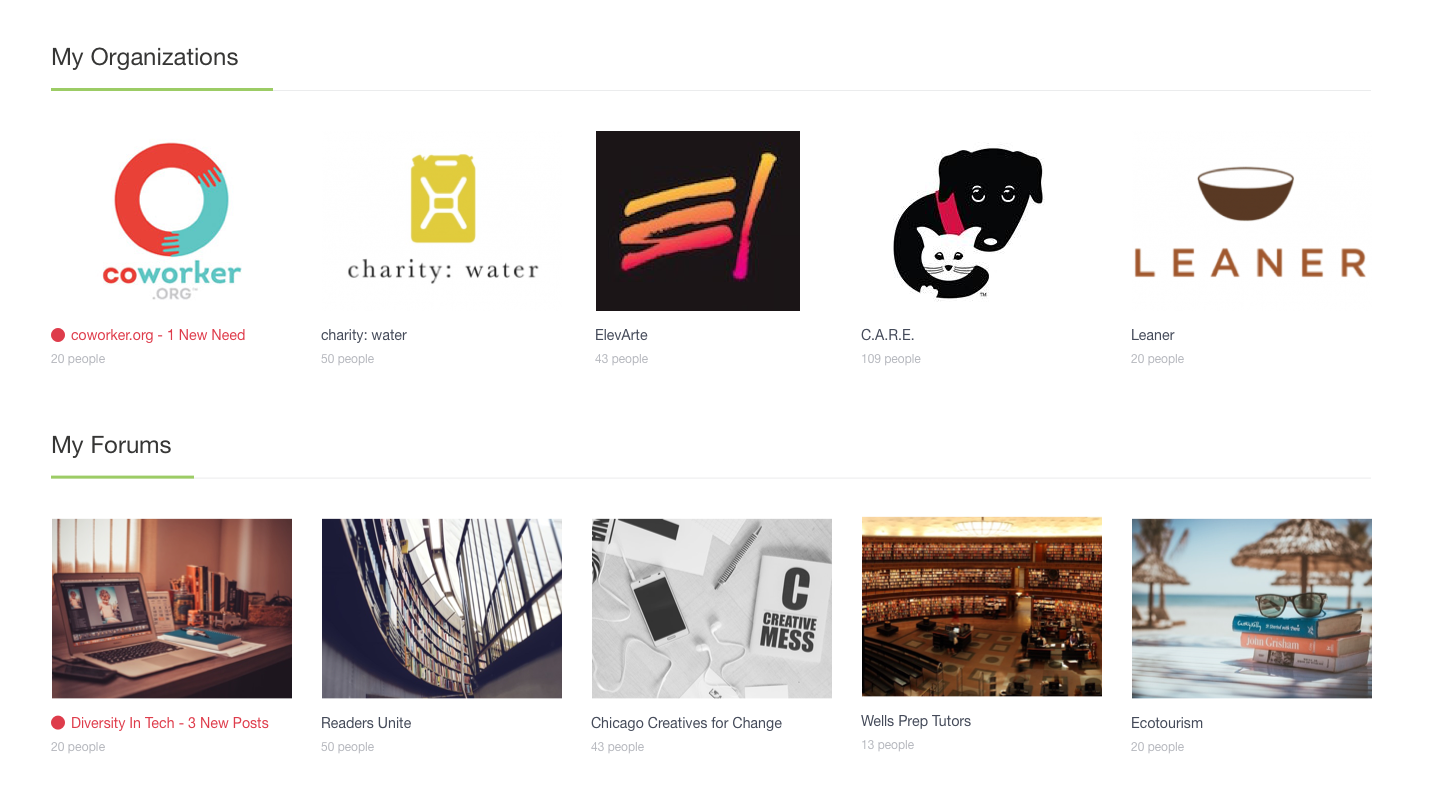 My Organizations
coworker
.ORG™
charity: water
LEANER
™
coworker.org - 1 New Need
charity: water
ElevArte
C.A.R.E.
Leaner
20 people
50 people
43 people
109 people
20 people
My Forums
C
CREATIVE
MESS
John Grisham
Diversity In Tech - 3 New Posts
Readers Unite
Chicago Creatives for Change
Wells Prep Tutors
Ecotourism
20 people
50 people
43 people
13 people
20 people